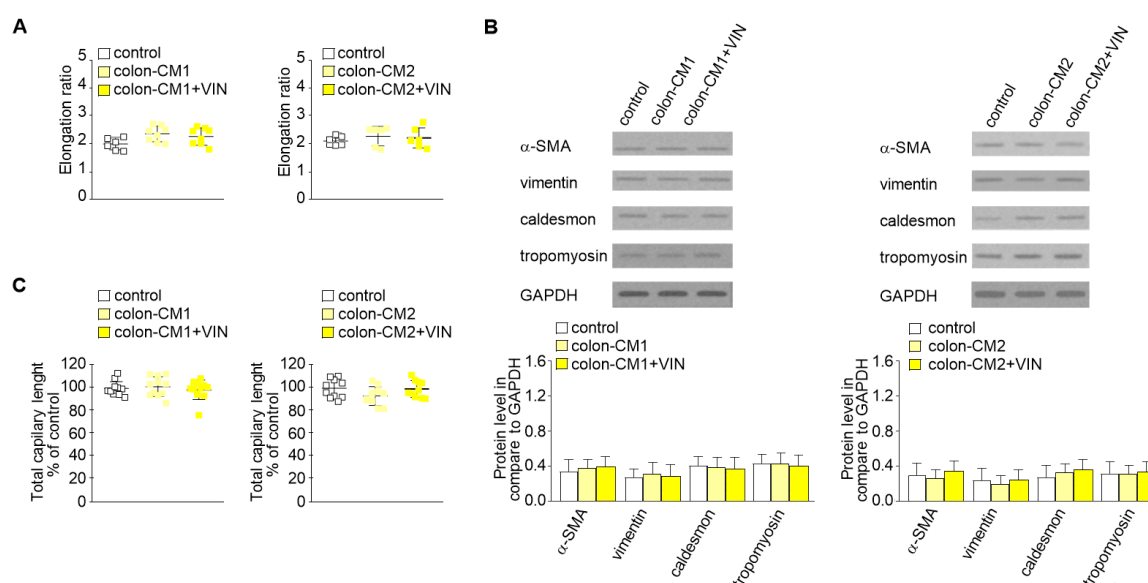 A
control
colon-CM1
colon-CM1+VIN
Elongation ratio
5
4
3
2
1
0
control
colon-CM2
colon-CM2+VIN
Elongation ratio
5
4
3
2
1
0
B
control
colon-CM1
colon-CM1+VIN
α-SMA
vimentin
caldesmon
tropomyosin
GAPDH
control
colon-CM2
colon-CM2+VIN
α-SMA
vimentin
caldesmon
tropomyosin
GAPDH
C
control
colon-CM1
colon-CM1+VIN
Total capilary lenght
% of control
120
100
80
60
40
20
0
control
colon-CM2
colon-CM2+VIN
Total capilary lenght
% of control
120
100
80
60
40
20
0
control
colon-CM1
colon-CM1+VIN
Protein level in
compare to GAPDH
1.6
1.2
0.8
0.4
0.0
α-SMA
vimentin
caldesmon
tropomyosin
control
colon-CM2
colon-CM2+VIN
Protein level in
compare to GAPDH
1.6
1.2
0.8
0.4
0.0
α-SMA
vimentin
caldesmon
tropomyosin